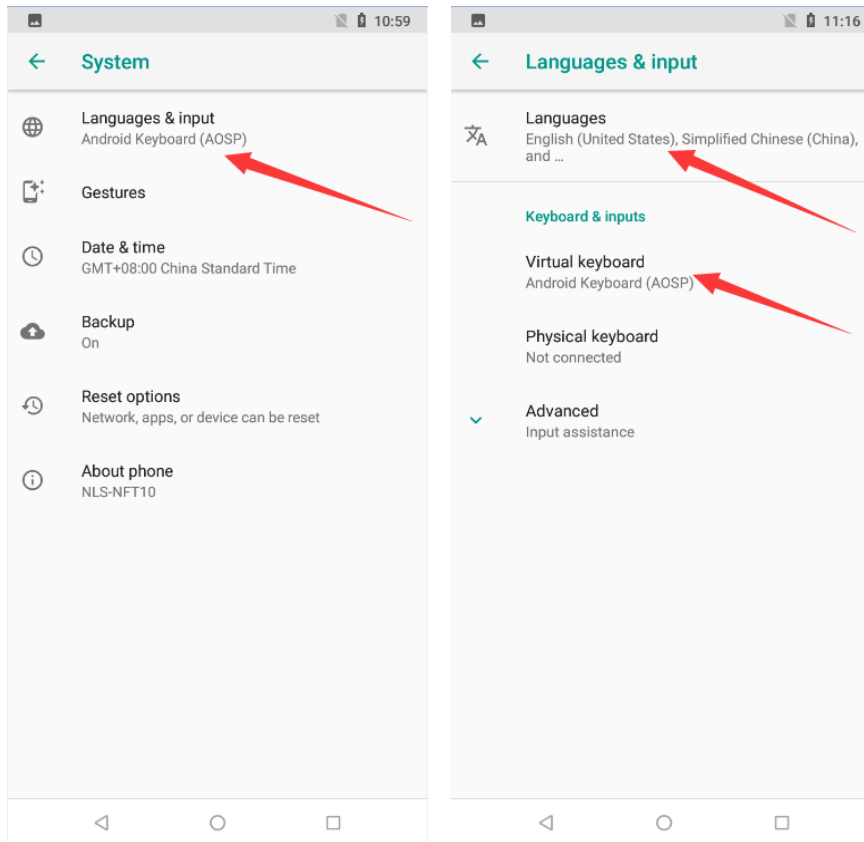 10:59
System
Languages & input
Android Keyboard (AOSP)
Gestures
Date & time
GMT+08:00 China Standard Time
Backup
On
Reset options
Network, apps, or device can be reset
About phone
NLS-NFT10
11:16
Languages & input
Languages
English (United States), Simplified Chinese (China),
and …
Keyboard & inputs
Virtual keyboard
Android Keyboard (AOSP)
Physical keyboard
Not connected
Advanced
Input assistance